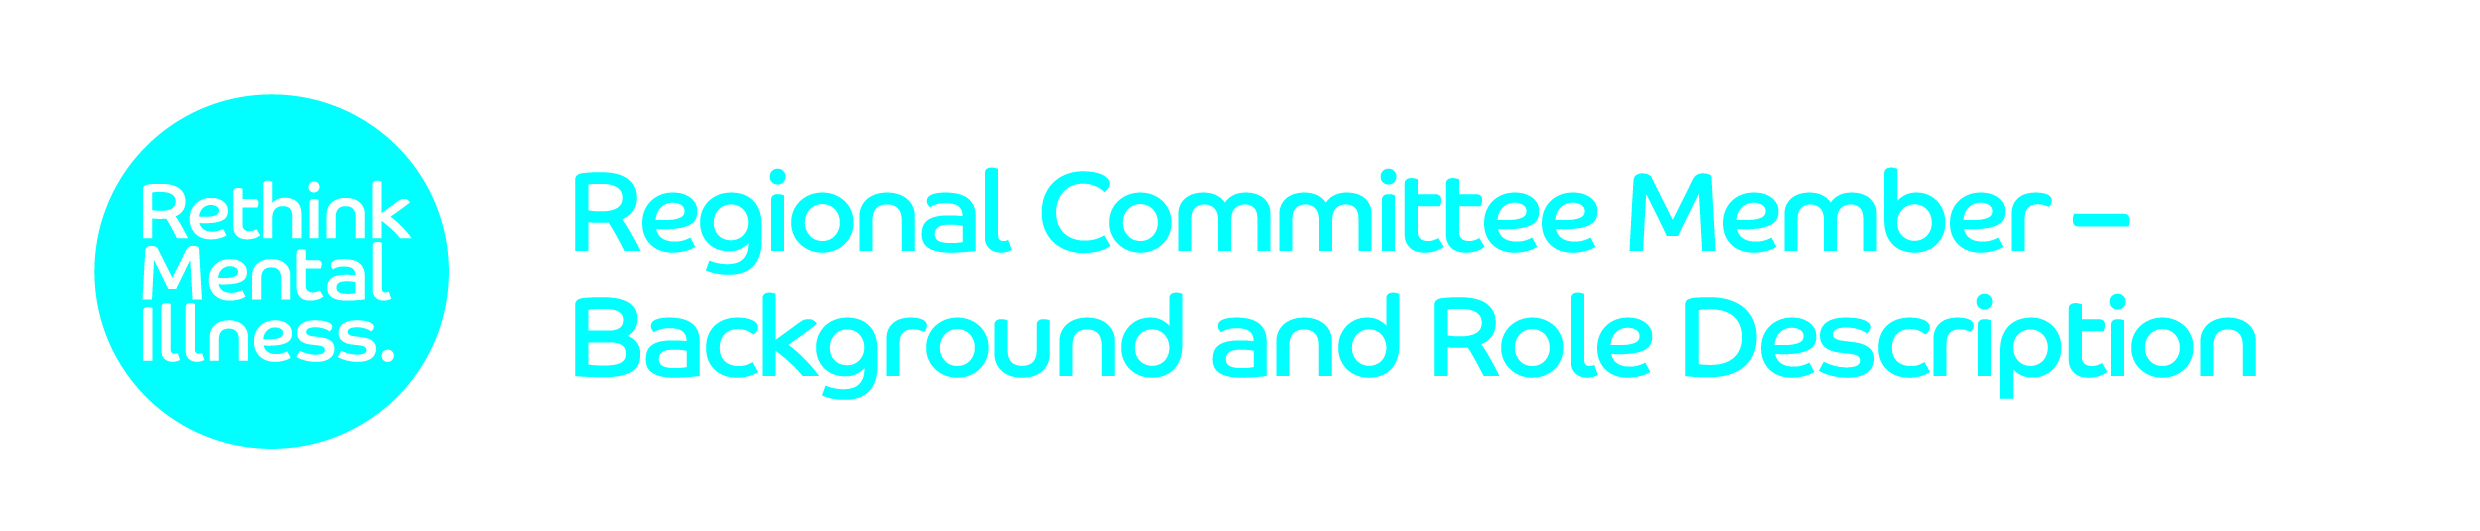 Rethink
Mental
Illness.
Regional Committee Member –
Background and Role Description